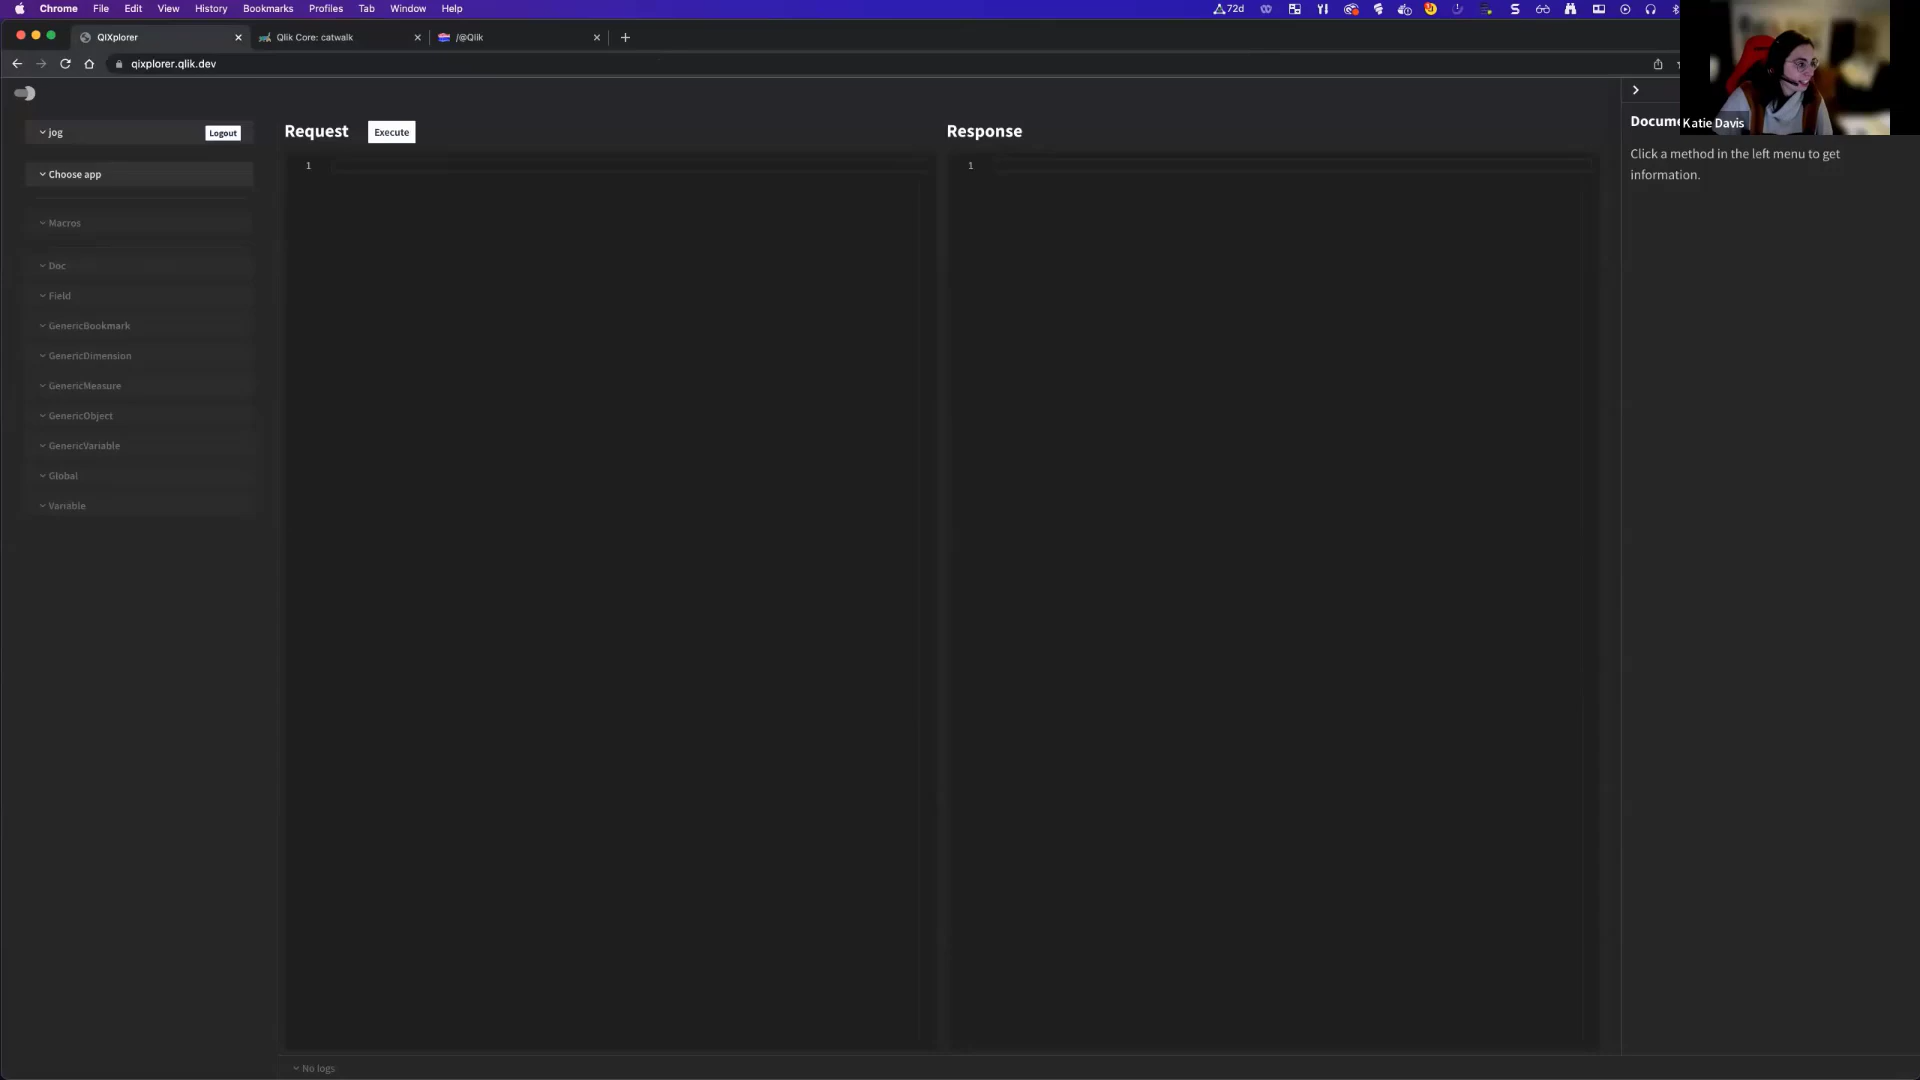 Chrome File Edit View History Bookmarks Profiles Tab Window Help 72d
QIXplorer Qlik Core: catwalk /@Qlik
qixplorer.qlik.dev
jog Logout
Request Execute
Response
Docume
Katie Davis
Click a method in the left menu to get
information.
1
1
Choose app
Macros
Doc
Field
GenericBookmark
GenericDimension
GenericMeasure
GenericObject
GenericVariable
Global
Variable
No logs